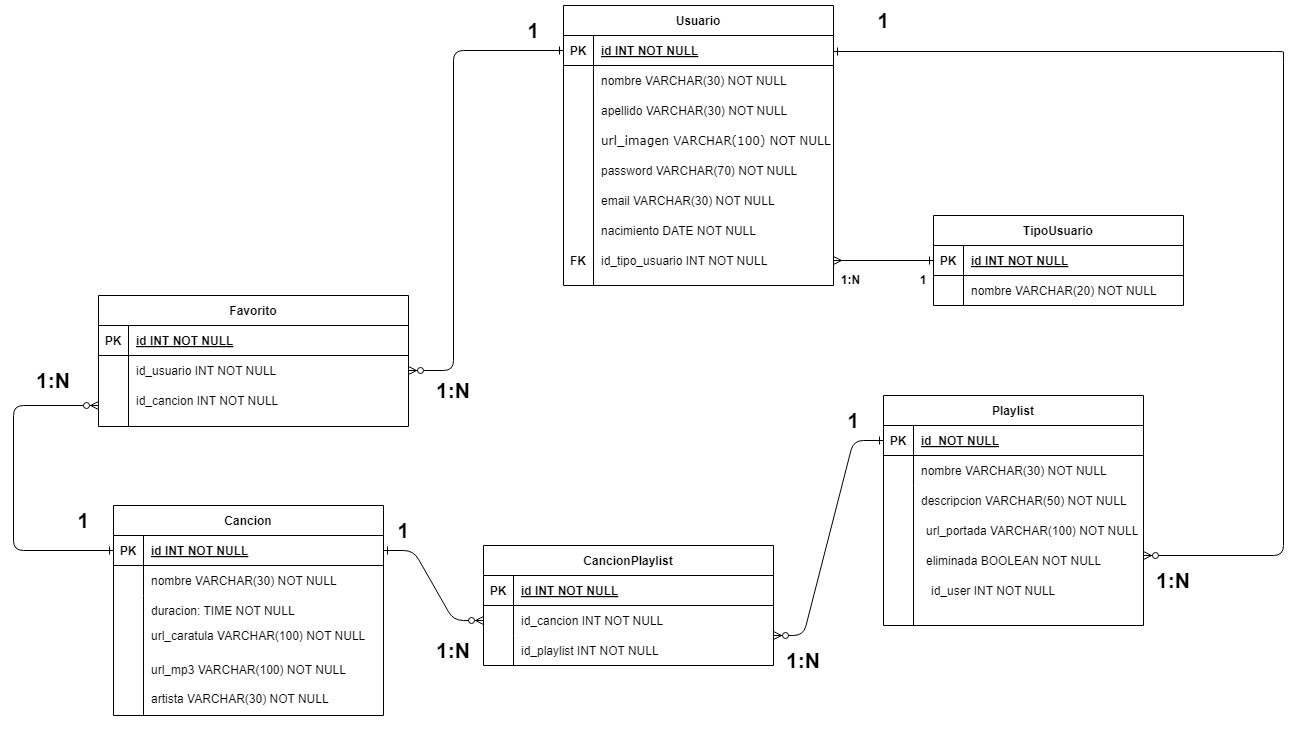 Usuario
PK id INT NOT NULL
nombre VARCHAR(30) NOT NULL
apellido VARCHAR(30) NOT NULL
url_imagen VARCHAR(100) NOT NULL
password VARCHAR(70) NOT NULL
email VARCHAR(30) NOT NULL
nacimiento DATE NOT NULL
FK id_tipo_usuario INT NOT NULL
1
1
1:N
1
TipoUsuario
PK id INT NOT NULL
nombre VARCHAR(20) NOT NULL
Favorito
PK id INT NOT NULL
id_usuario INT NOT NULL
id_cancion INT NOT NULL
1:N
1:N
Playlist
PK id NOT NULL
nombre VARCHAR(30) NOT NULL
descripcion VARCHAR(50) NOT NULL
url_portada VARCHAR(100) NOT NULL
eliminada BOOLEAN NOT NULL
id_user INT NOT NULL
1
1:N
Cancion
PK id INT NOT NULL
nombre VARCHAR(30) NOT NULL
duracion: TIME NOT NULL
url_caratula VARCHAR(100) NOT NULL
url_mp3 VARCHAR(100) NOT NULL
artista VARCHAR(30) NOT NULL
1
1
CancionPlaylist
PK id INT NOT NULL
id_cancion INT NOT NULL
id_playlist INT NOT NULL
1:N
1:N